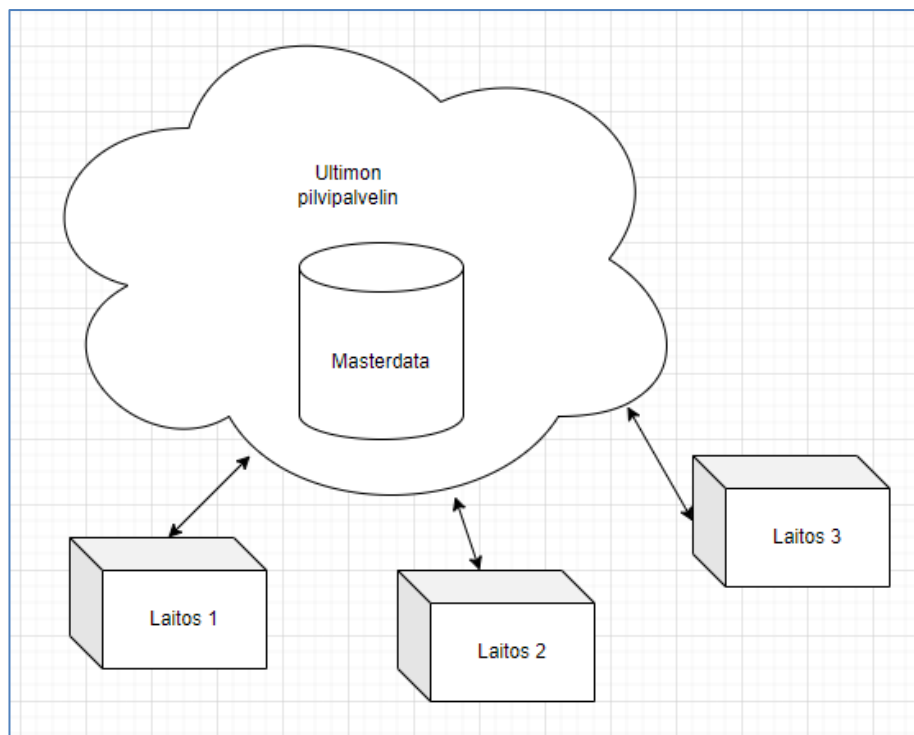 Ultimon
pilvipalvelin
Masterdata
Laitos 3
Laitos 1
Laitos 2